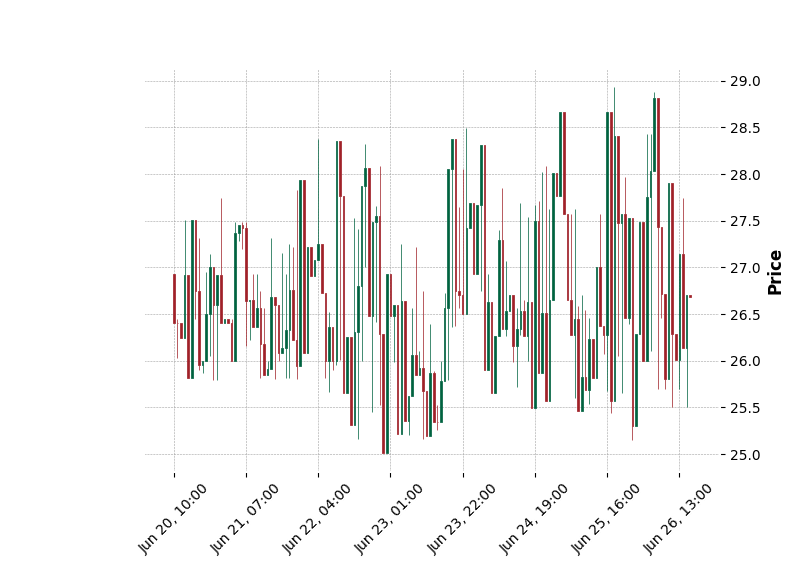 29.0
28.5
28.0
27.5
27.0
26.5
26.0
25.5
25.0
Price
Jun 20, 10:00
Jun 21, 07:00
Jun 22, 04:00
Jun 23, 01:00
Jun 23, 22:00
Jun 24, 19:00
Jun 25, 16:00
Jun 26, 13:00